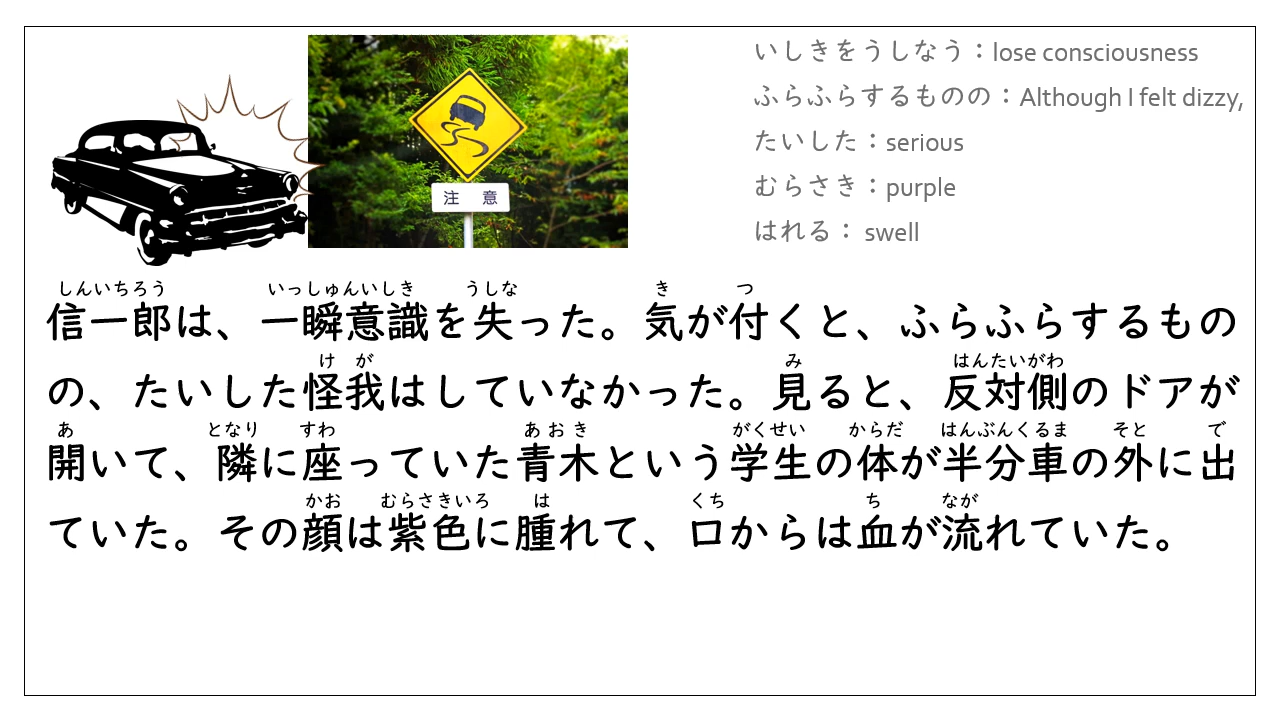 いしきをうしなう：lose consciousness
ふらふらするものの：Although I felt dizzy,
たいした：serious
むらさき：purple
はれる： swell
注 意
しんいちろう いっしゅんいしき うしな き つ
信一郎は、一瞬意識を失った。気が付くと、ふらふらするもの
け が み はんたいがわ
の、たいした怪我はしていなかった。見ると、反対側のドアが
あ となり すわ あ お き がくせい からだ はんぶんくるま そと で
開いて、隣に座っていた青木という学生の体が半分車の外に出
かお むらさきいろ は くち ち なが
ていた。その顔は紫色に腫れて、口からは血が流れていた。